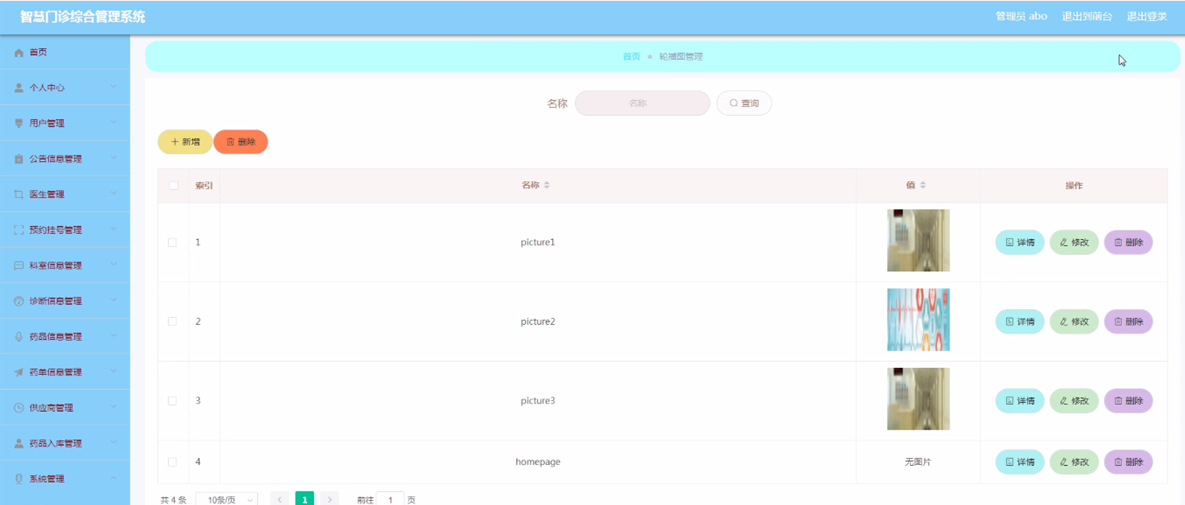 智慧门诊综合管理系统
管理员 abo 退出到前台 退出登录
首页
个人中心
用户管理
公告信息管理
医生管理
预约挂号管理
科室信息管理
诊断信息管理
药品信息管理
药单信息管理
供应商管理
药品入库管理
系统管理
首页 轮播图管理
名称 名称 查询
新增 删除
索引 名称 值 操作
1 picture1 详情 修改 删除
2 picture2 详情 修改 删除
3 picture3 详情 修改 删除
4 homepage 无图片 详情 修改 删除
共 4 条 10条/页 1 前往 1 页